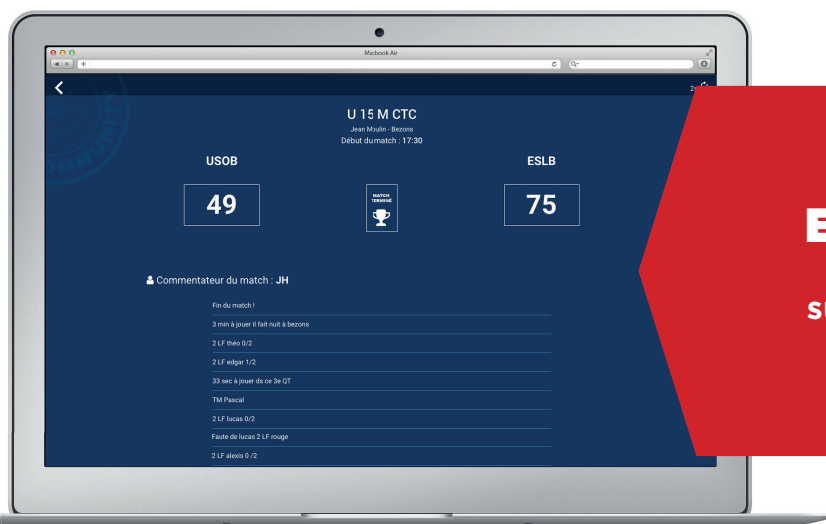 Macbook Air
U 15 M CTC
Jean Moulin - Bezons
Début du match : 17:30
USOB
ESLB
49
MATCH
TERMINÉ
75
Commentateur du match : JH
Fin du match !
3 min à jouer il fait nuit à bezons
2 LF théo 0/2
2 LF edgar 1/2
33 sec à jouer ds ce 3e QT
TM Pascal
2 LF lucas 0/2
Faute de lucas 2 LF rouge
2 LF alexis 0 /2